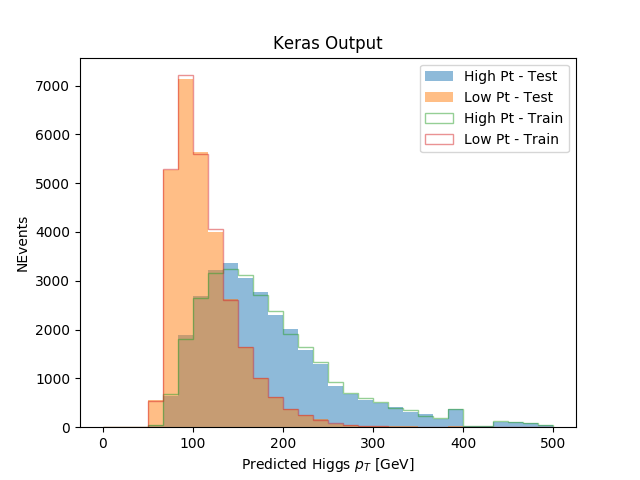 Keras Output
High Pt - Test
Low Pt - Test
High Pt - Train
Low Pt - Train
7000
6000
5000
4000
3000
2000
1000
0
NEvents
0 100 200 300 400 500
Predicted Higgs p_T [GeV]